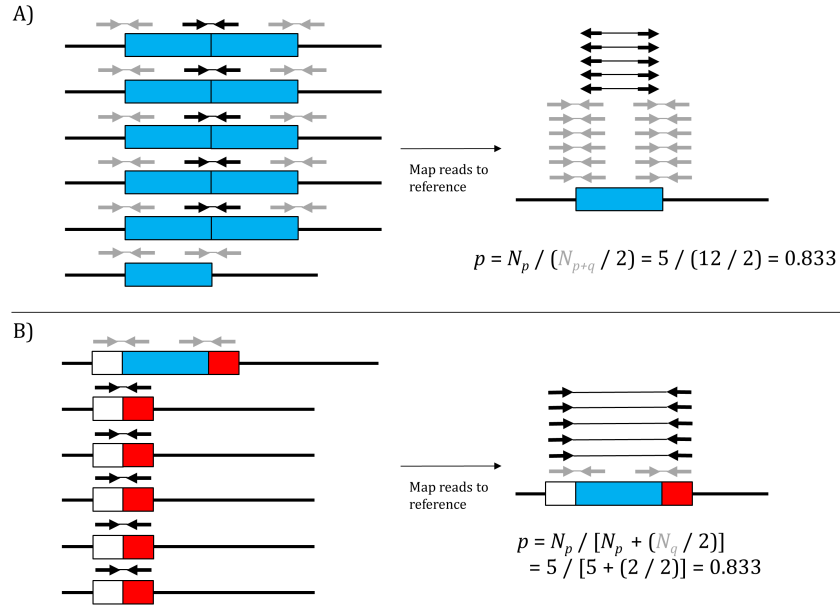 A)
Map reads to
reference
p = Np / (Np+q / 2) = 5 / (12 / 2) = 0.833
B)
Map reads to
reference
p = Np / [Np + (Nq / 2)]
= 5 / [5 + (2 / 2)] = 0.833